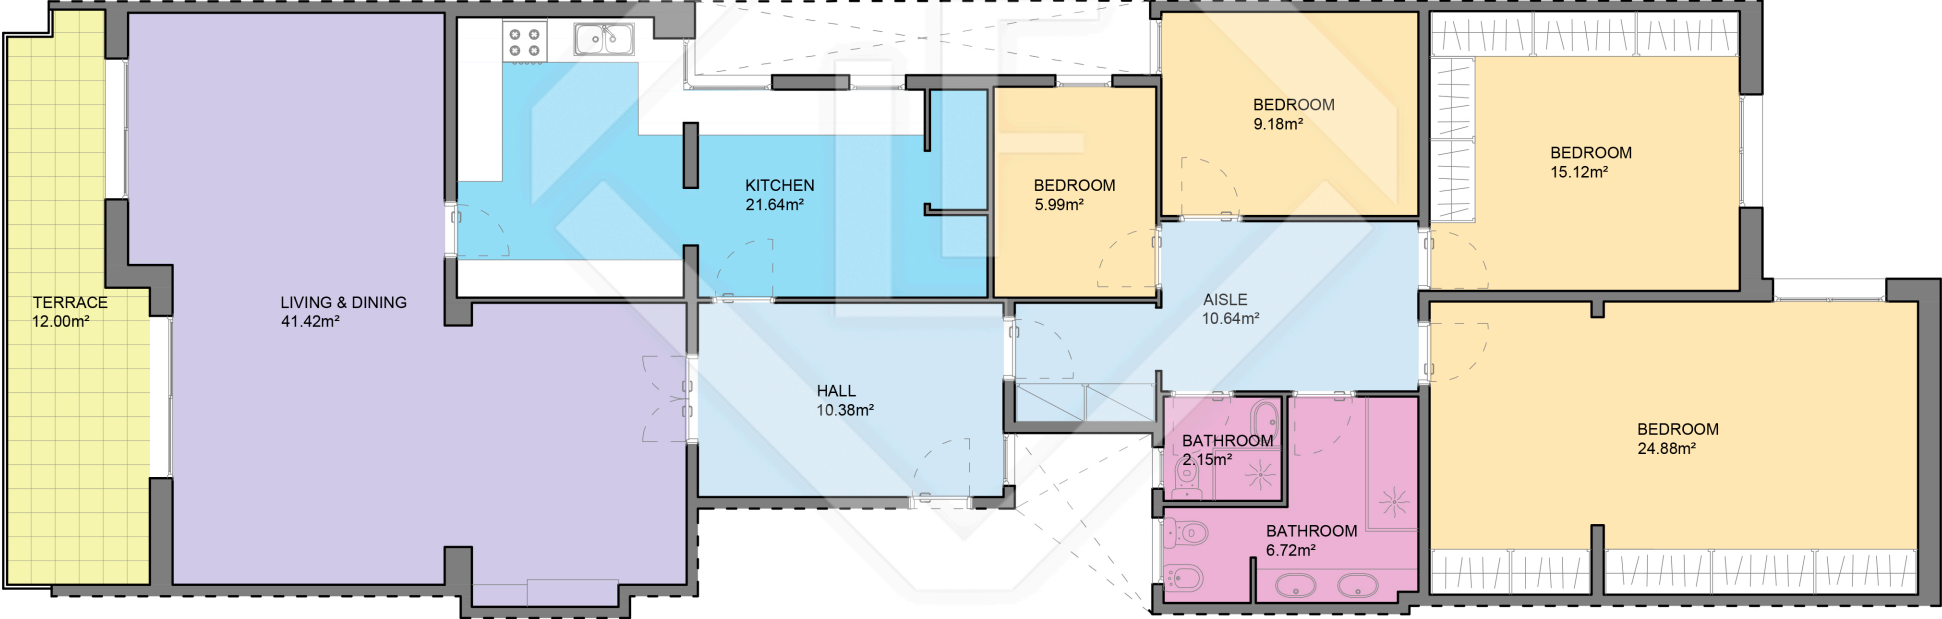 TERRACE
12.00m²
LIVING & DINING
41.42m²
KITCHEN
21.64m²
BEDROOM
5.99m²
BEDROOM
9.18m²
BEDROOM
15.12m²
AISLE
10.64m²
HALL
10.38m²
BATHROOM
2.15m²
BATHROOM
6.72m²
BEDROOM
24.88m²